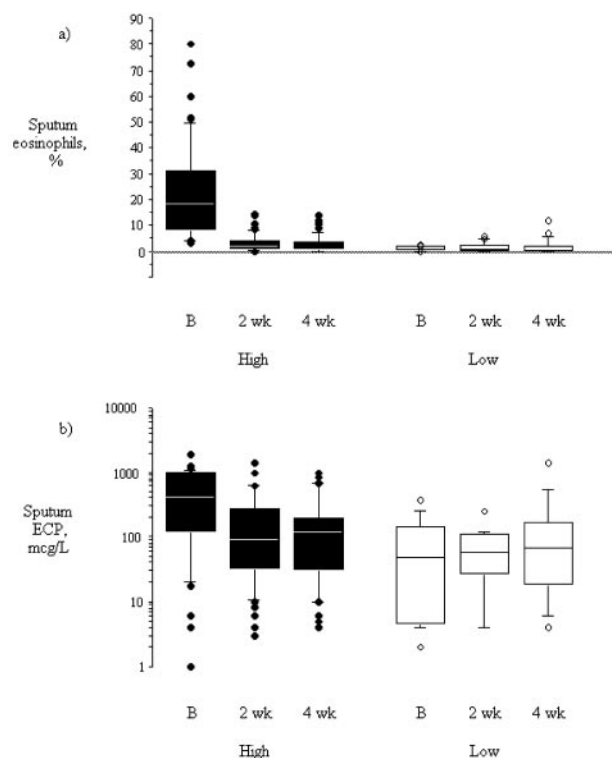 a)
Sputum
eosinophils,
%
90
80
70
60
50
40
30
20
10
0
B 2 wk 4 wk B 2 wk 4 wk
High Low
b)
Sputum
ECP,
mcg/L
10000
1000
100
10
1
B 2 wk 4 wk B 2 wk 4 wk
High Low